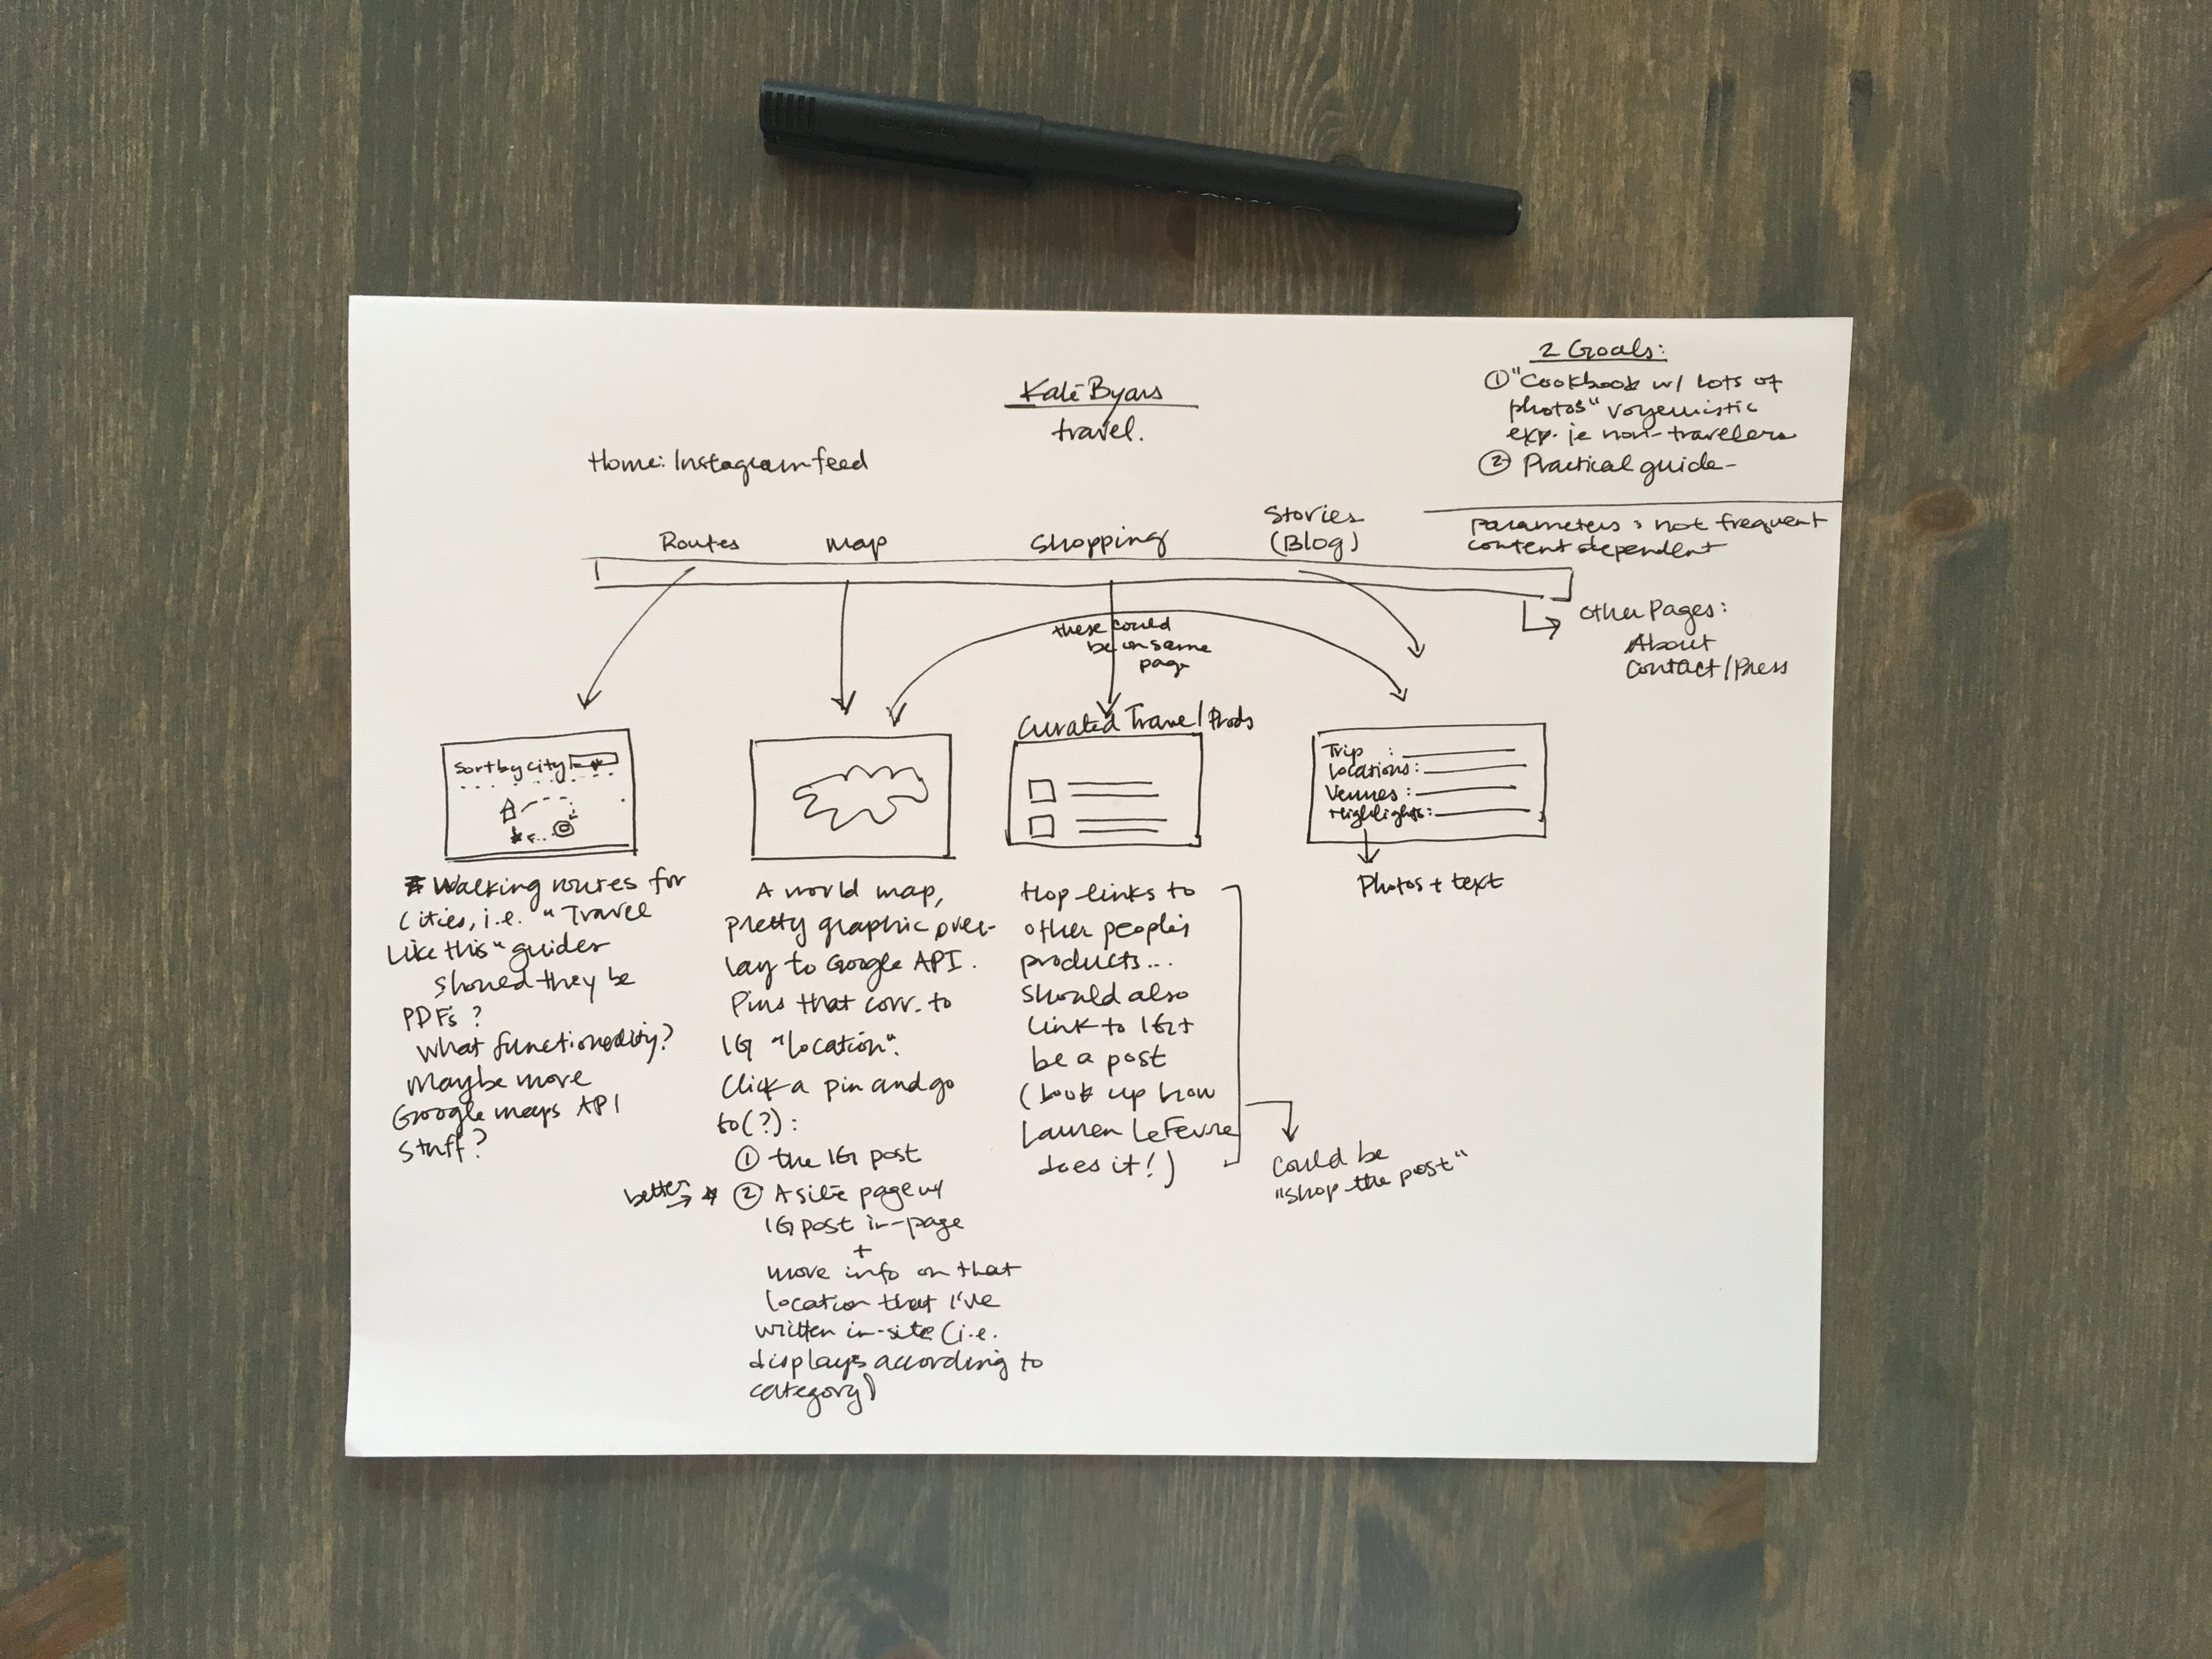 Kate Byars
travel.
Home: Instagram feed
2 Goals:
① "Cookbook w/ lots of
photos" voyeuristic
exp. ie non-travelers
② Practical guide-
parameters: not frequent
content dependent
Routes
map
Shopping
Stories
(Blog)
other Pages:
About
Contact/Press
these could
be on same
page
Sort by city
Curated Travel Prods
Trip :
Locations:
Venues :
Highlights:
Photos + text
Walking routes for
Cities, i.e. "Travel
Like this" guides
should they be
PDFs?
What functionality?
Maybe more
Google maps API
stuff?
A world map,
pretty graphic over-
lay to Google API.
Pins that corr. to
IG "location".
Click a pin and go
to(?):
① the IG post
better → ② A site page w/
IG post in-page
+
more info on that
location that I've
written in-site (i.e.
displays according to
category)
Hop links to
other people's
products...
should also
link to IG +
be a post
(Look up how
Lauren LeFevre
does it!)
could be
"shop the post"